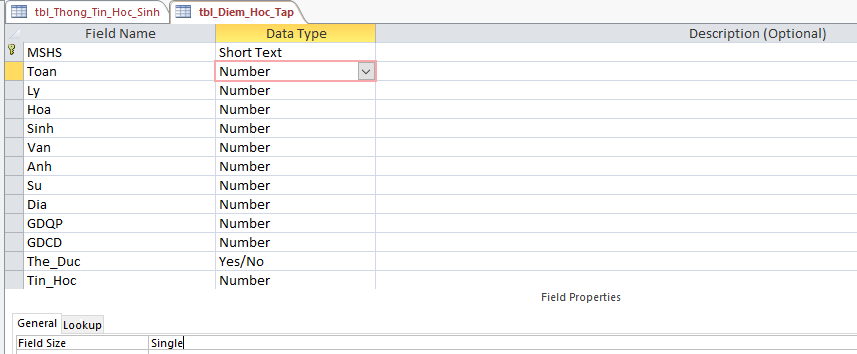 tbl_Thong_Tin_Hoc_Sinh tbl_Diem_Hoc_Tap
Field Name Data Type Description (Optional)
MSHS Short Text
Toan Number
Ly Number
Hoa Number
Sinh Number
Van Number
Anh Number
Su Number
Dia Number
GDQP Number
GDCD Number
The_Duc Yes/No
Tin_Hoc Number
Field Properties
General Lookup
Field Size Single